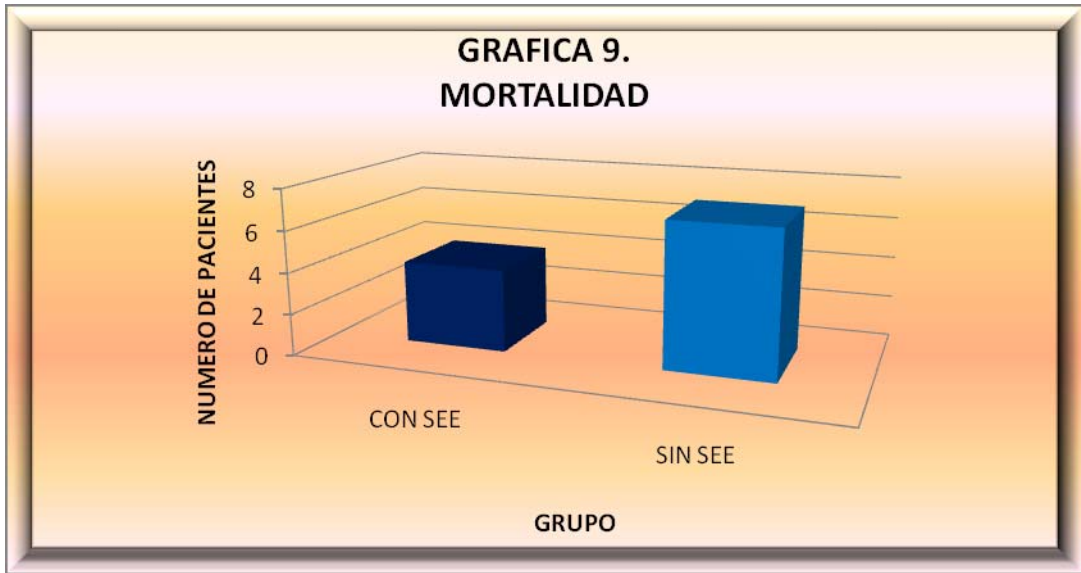 GRAFICA 9.
MORTALIDAD
NUMERO DE PACIENTES
8
6
4
2
0
CON SEE
SIN SEE
GRUPO